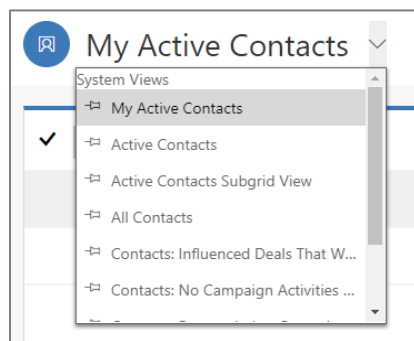 My Active Contacts
System Views
My Active Contacts
Active Contacts
Active Contacts Subgrid View
All Contacts
Contacts: Influenced Deals That W...
Contacts: No Campaign Activities ...